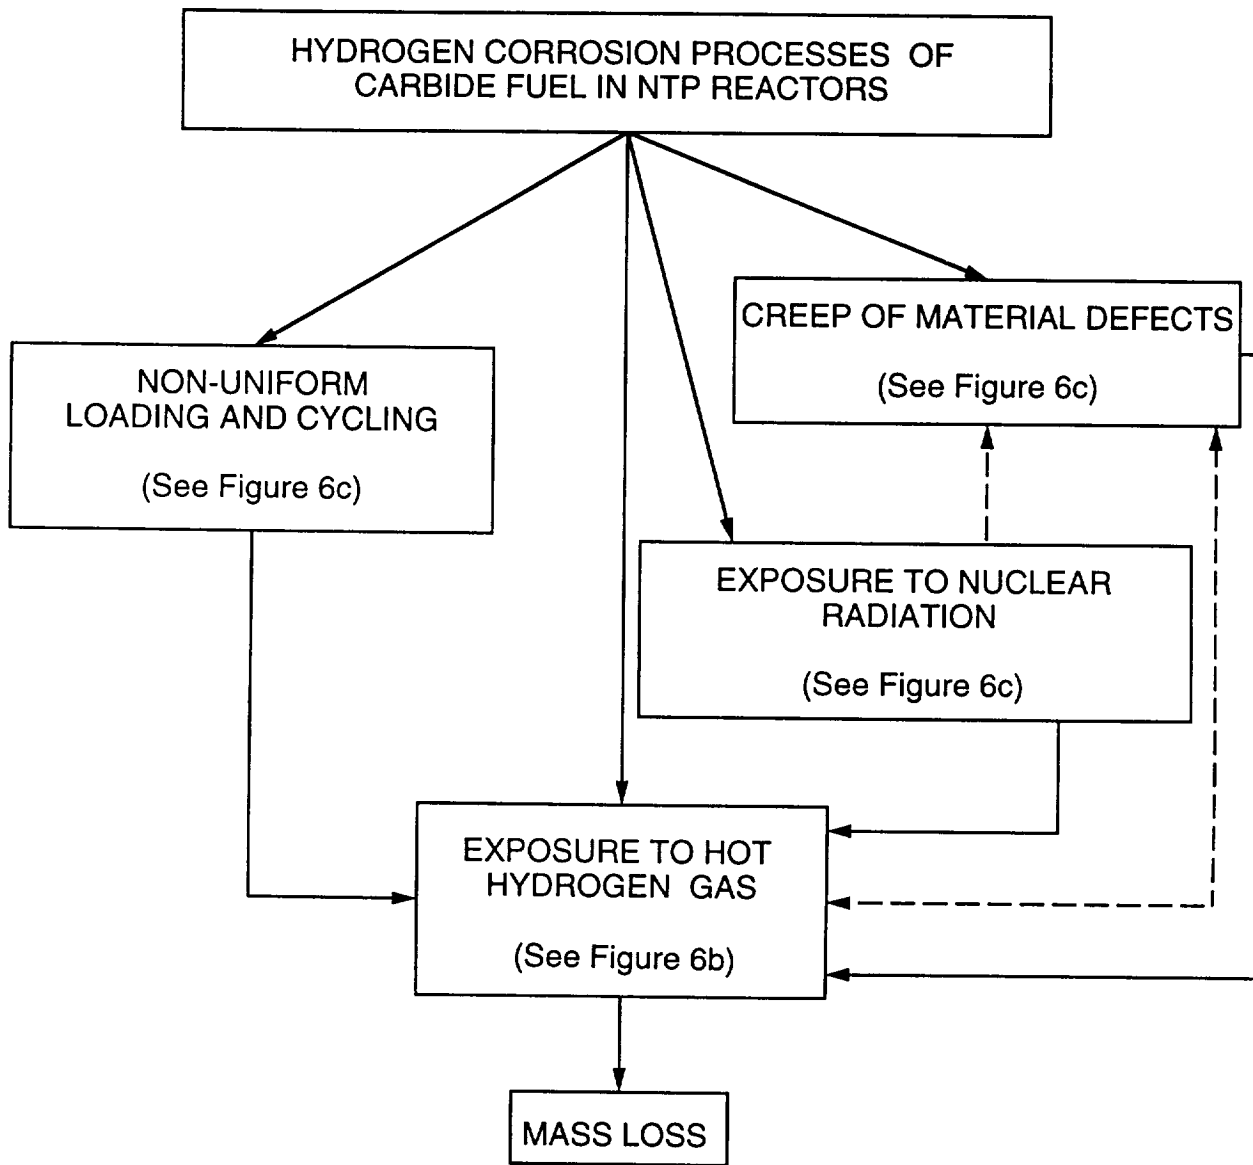 HYDROGEN CORROSION PROCESSES OF
CARBIDE FUEL IN NTP REACTORS
CREEP OF MATERIAL DEFECTS
(See Figure 6c)
NON-UNIFORM
LOADING AND CYCLING
(See Figure 6c)
EXPOSURE TO NUCLEAR
RADIATION
(See Figure 6c)
EXPOSURE TO HOT
HYDROGEN GAS
(See Figure 6b)
MASS LOSS